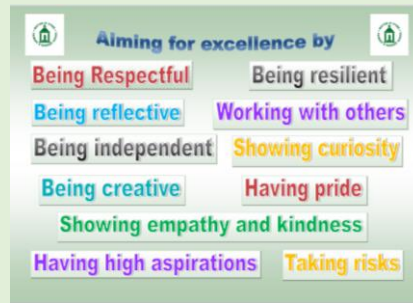 Aiming for excellence by
Being Respectful Being resilient
Being reflective Working with others
Being independent Showing curiosity
Being creative Having pride
Showing empathy and kindness
Having high aspirations Taking risks